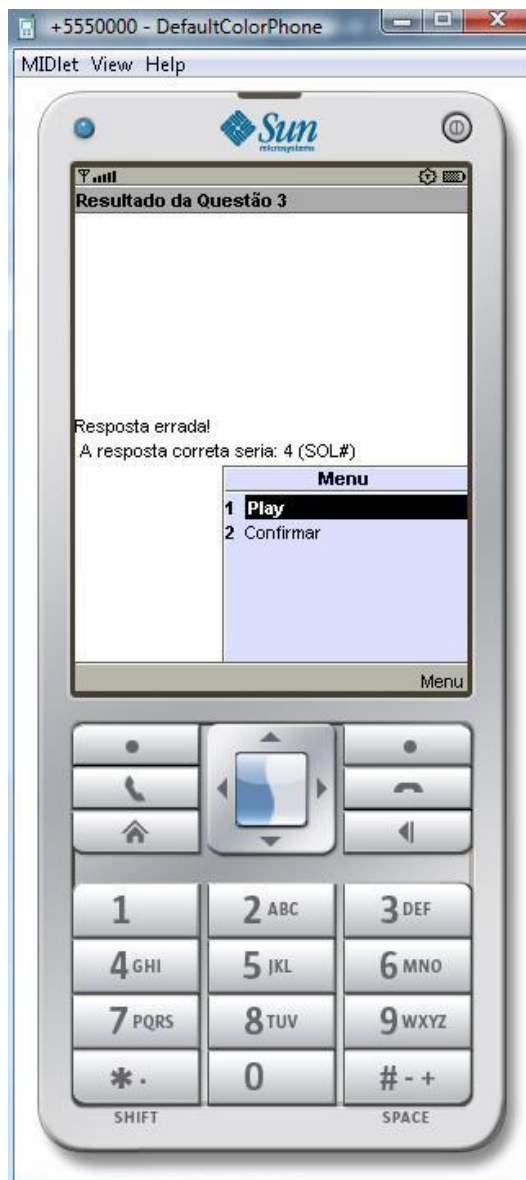 +5550000 - DefaultColorPhone
MIDlet View Help
Sun
microsystems
Resultado da Questão 3
Resposta errada!
A resposta correta seria: 4 (SOL#)
Menu
1 Play
2 Confirmar
Menu
1 2 ABC 3 DEF
4 GHI 5 JKL 6 MNO
7 PQRS 8 TUV 9 WXYZ
* . 0 # - +
SHIFT SPACE